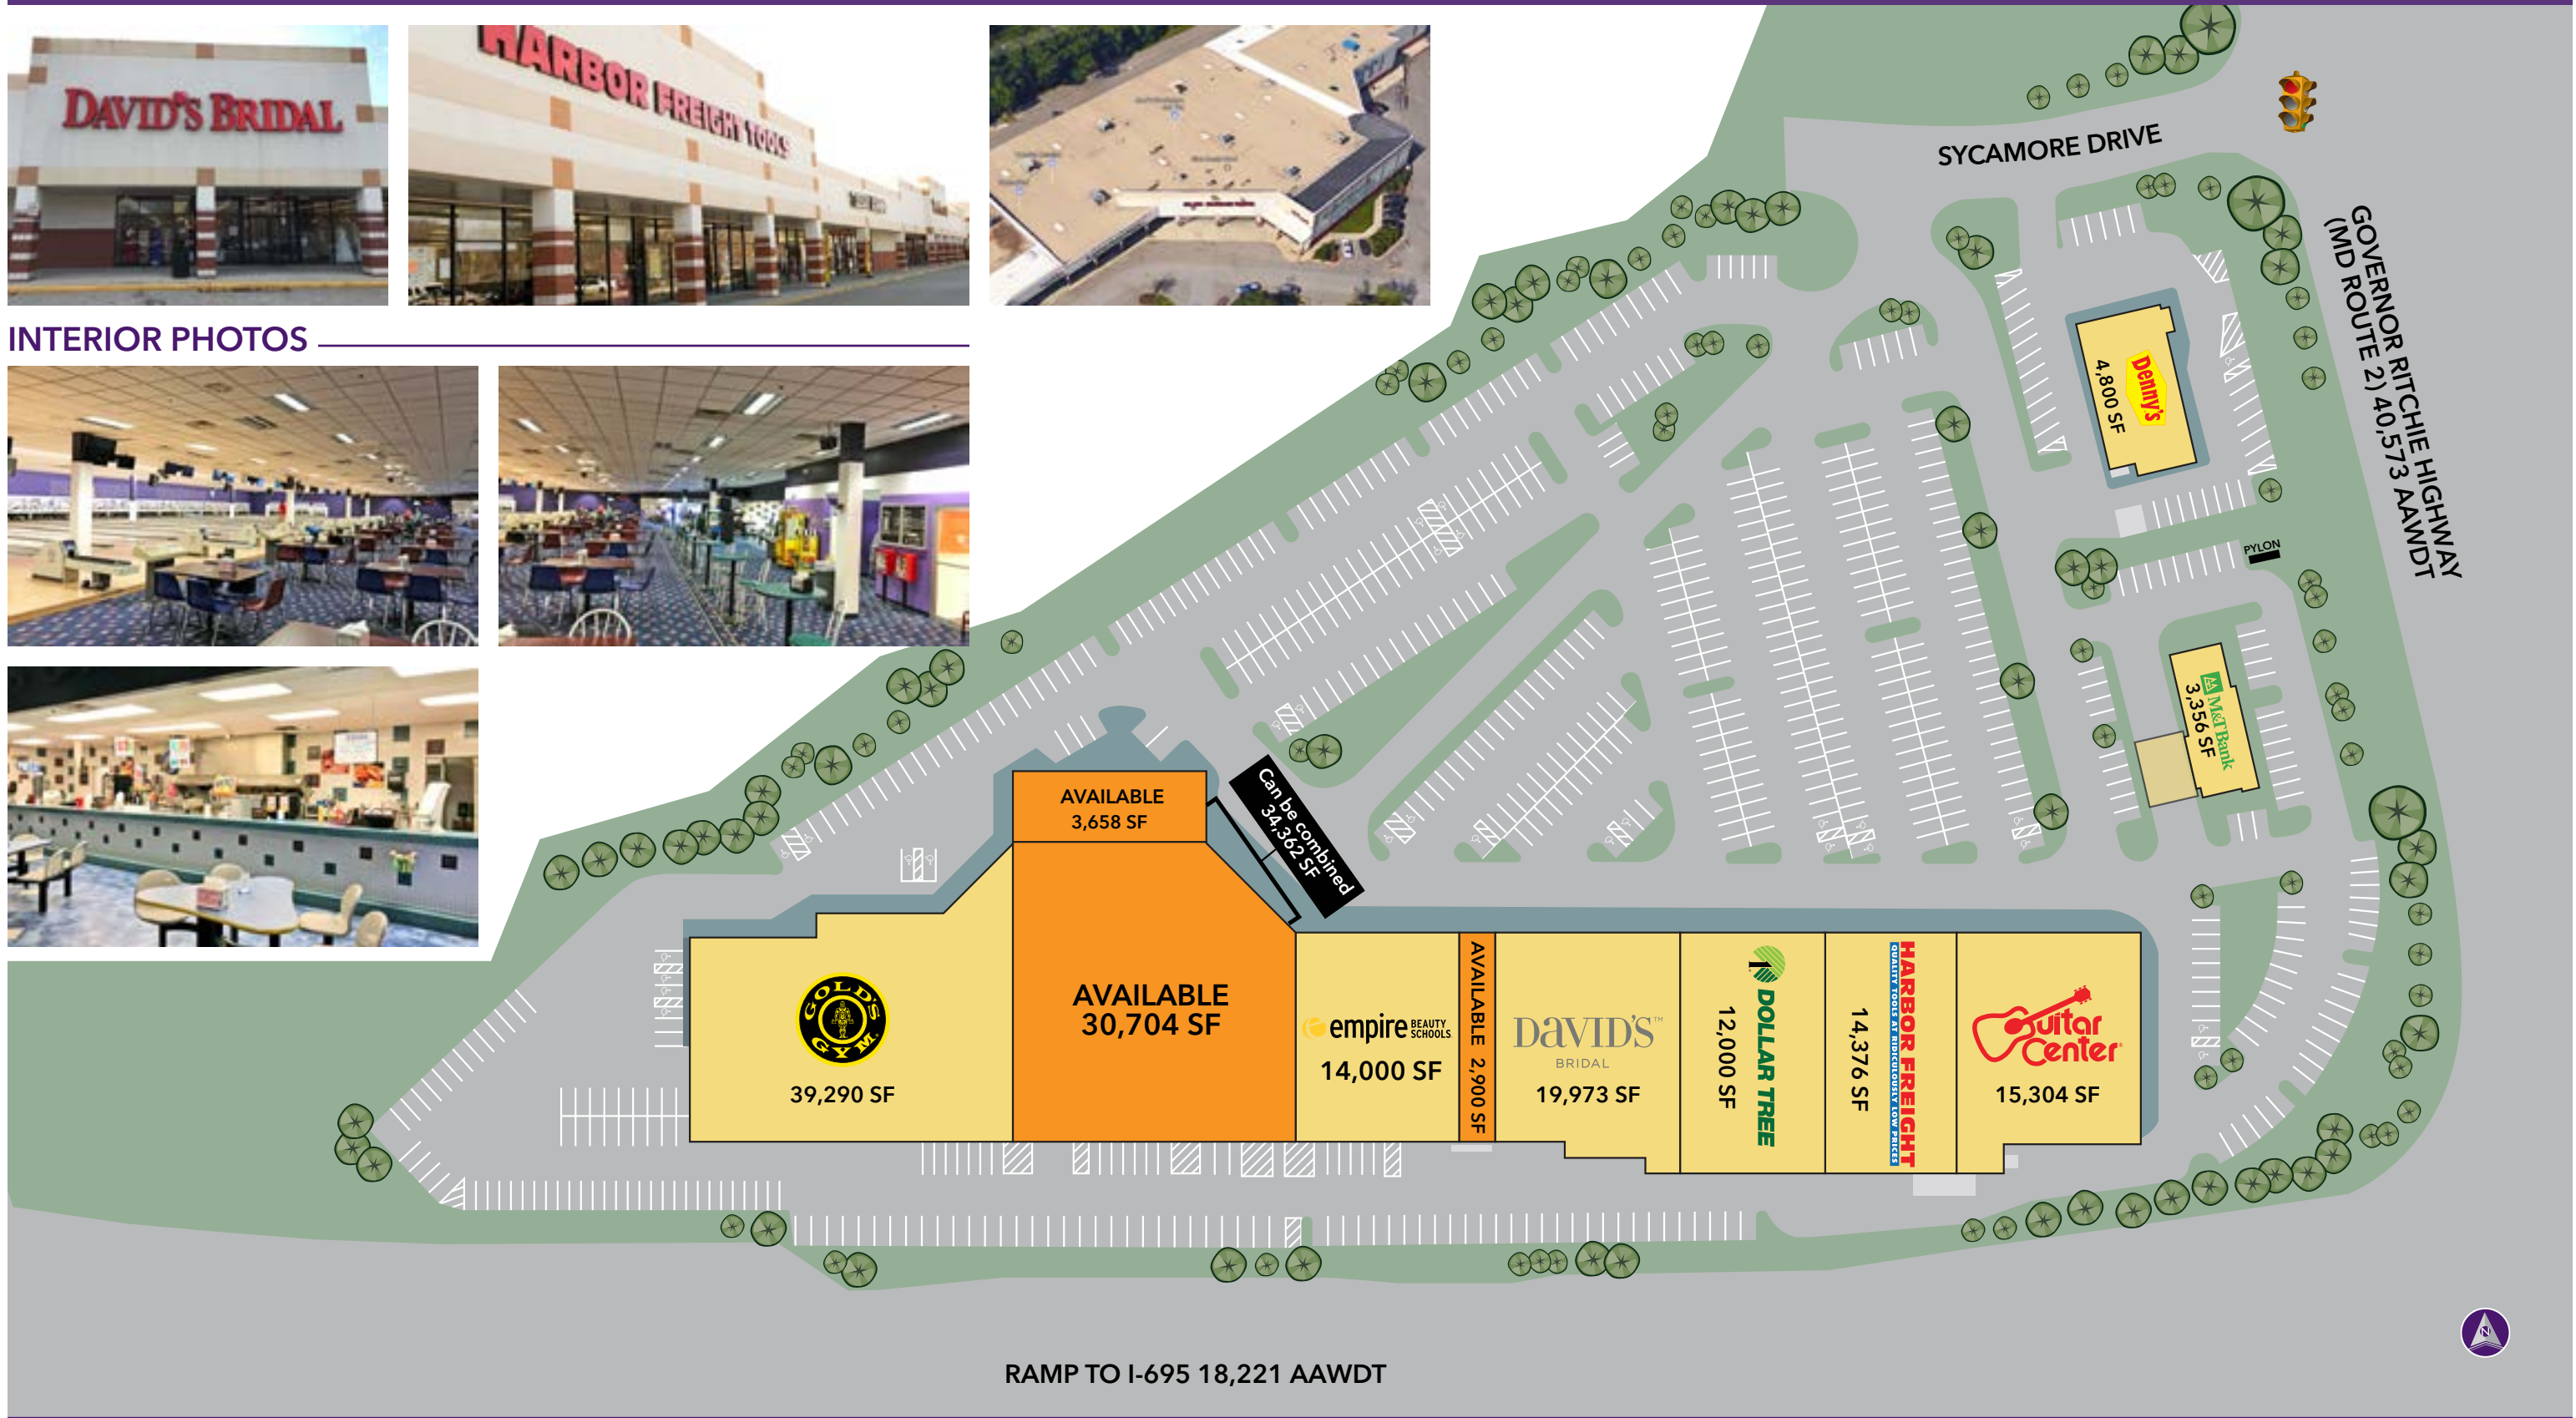 DAVID'S BRIDAL
HARBOR FREIGHT TOOLS
INTERIOR PHOTOS
SYCAMORE DRIVE
GOVERNOR RITCHIE HIGHWAY
(MD ROUTE 2) 40,573 AAWDT
Denny's
4,800 SF
PYLON
M&T Bank
3,356 SF
AVAILABLE
3,658 SF
Can be combined
34,362 SF
GOLD'S
GYM
39,290 SF
AVAILABLE
30,704 SF
empire BEAUTY
SCHOOLS
14,000 SF
AVAILABLE 2,900 SF
DaVID'S™
BRIDAL
19,973 SF
DOLLAR TREE
12,000 SF
HARBOR FREIGHT
QUALITY TOOLS AT RIDICULOUSLY LOW PRICES
14,376 SF
Guitar
Center
15,304 SF
RAMP TO I-695 18,221 AAWDT
N